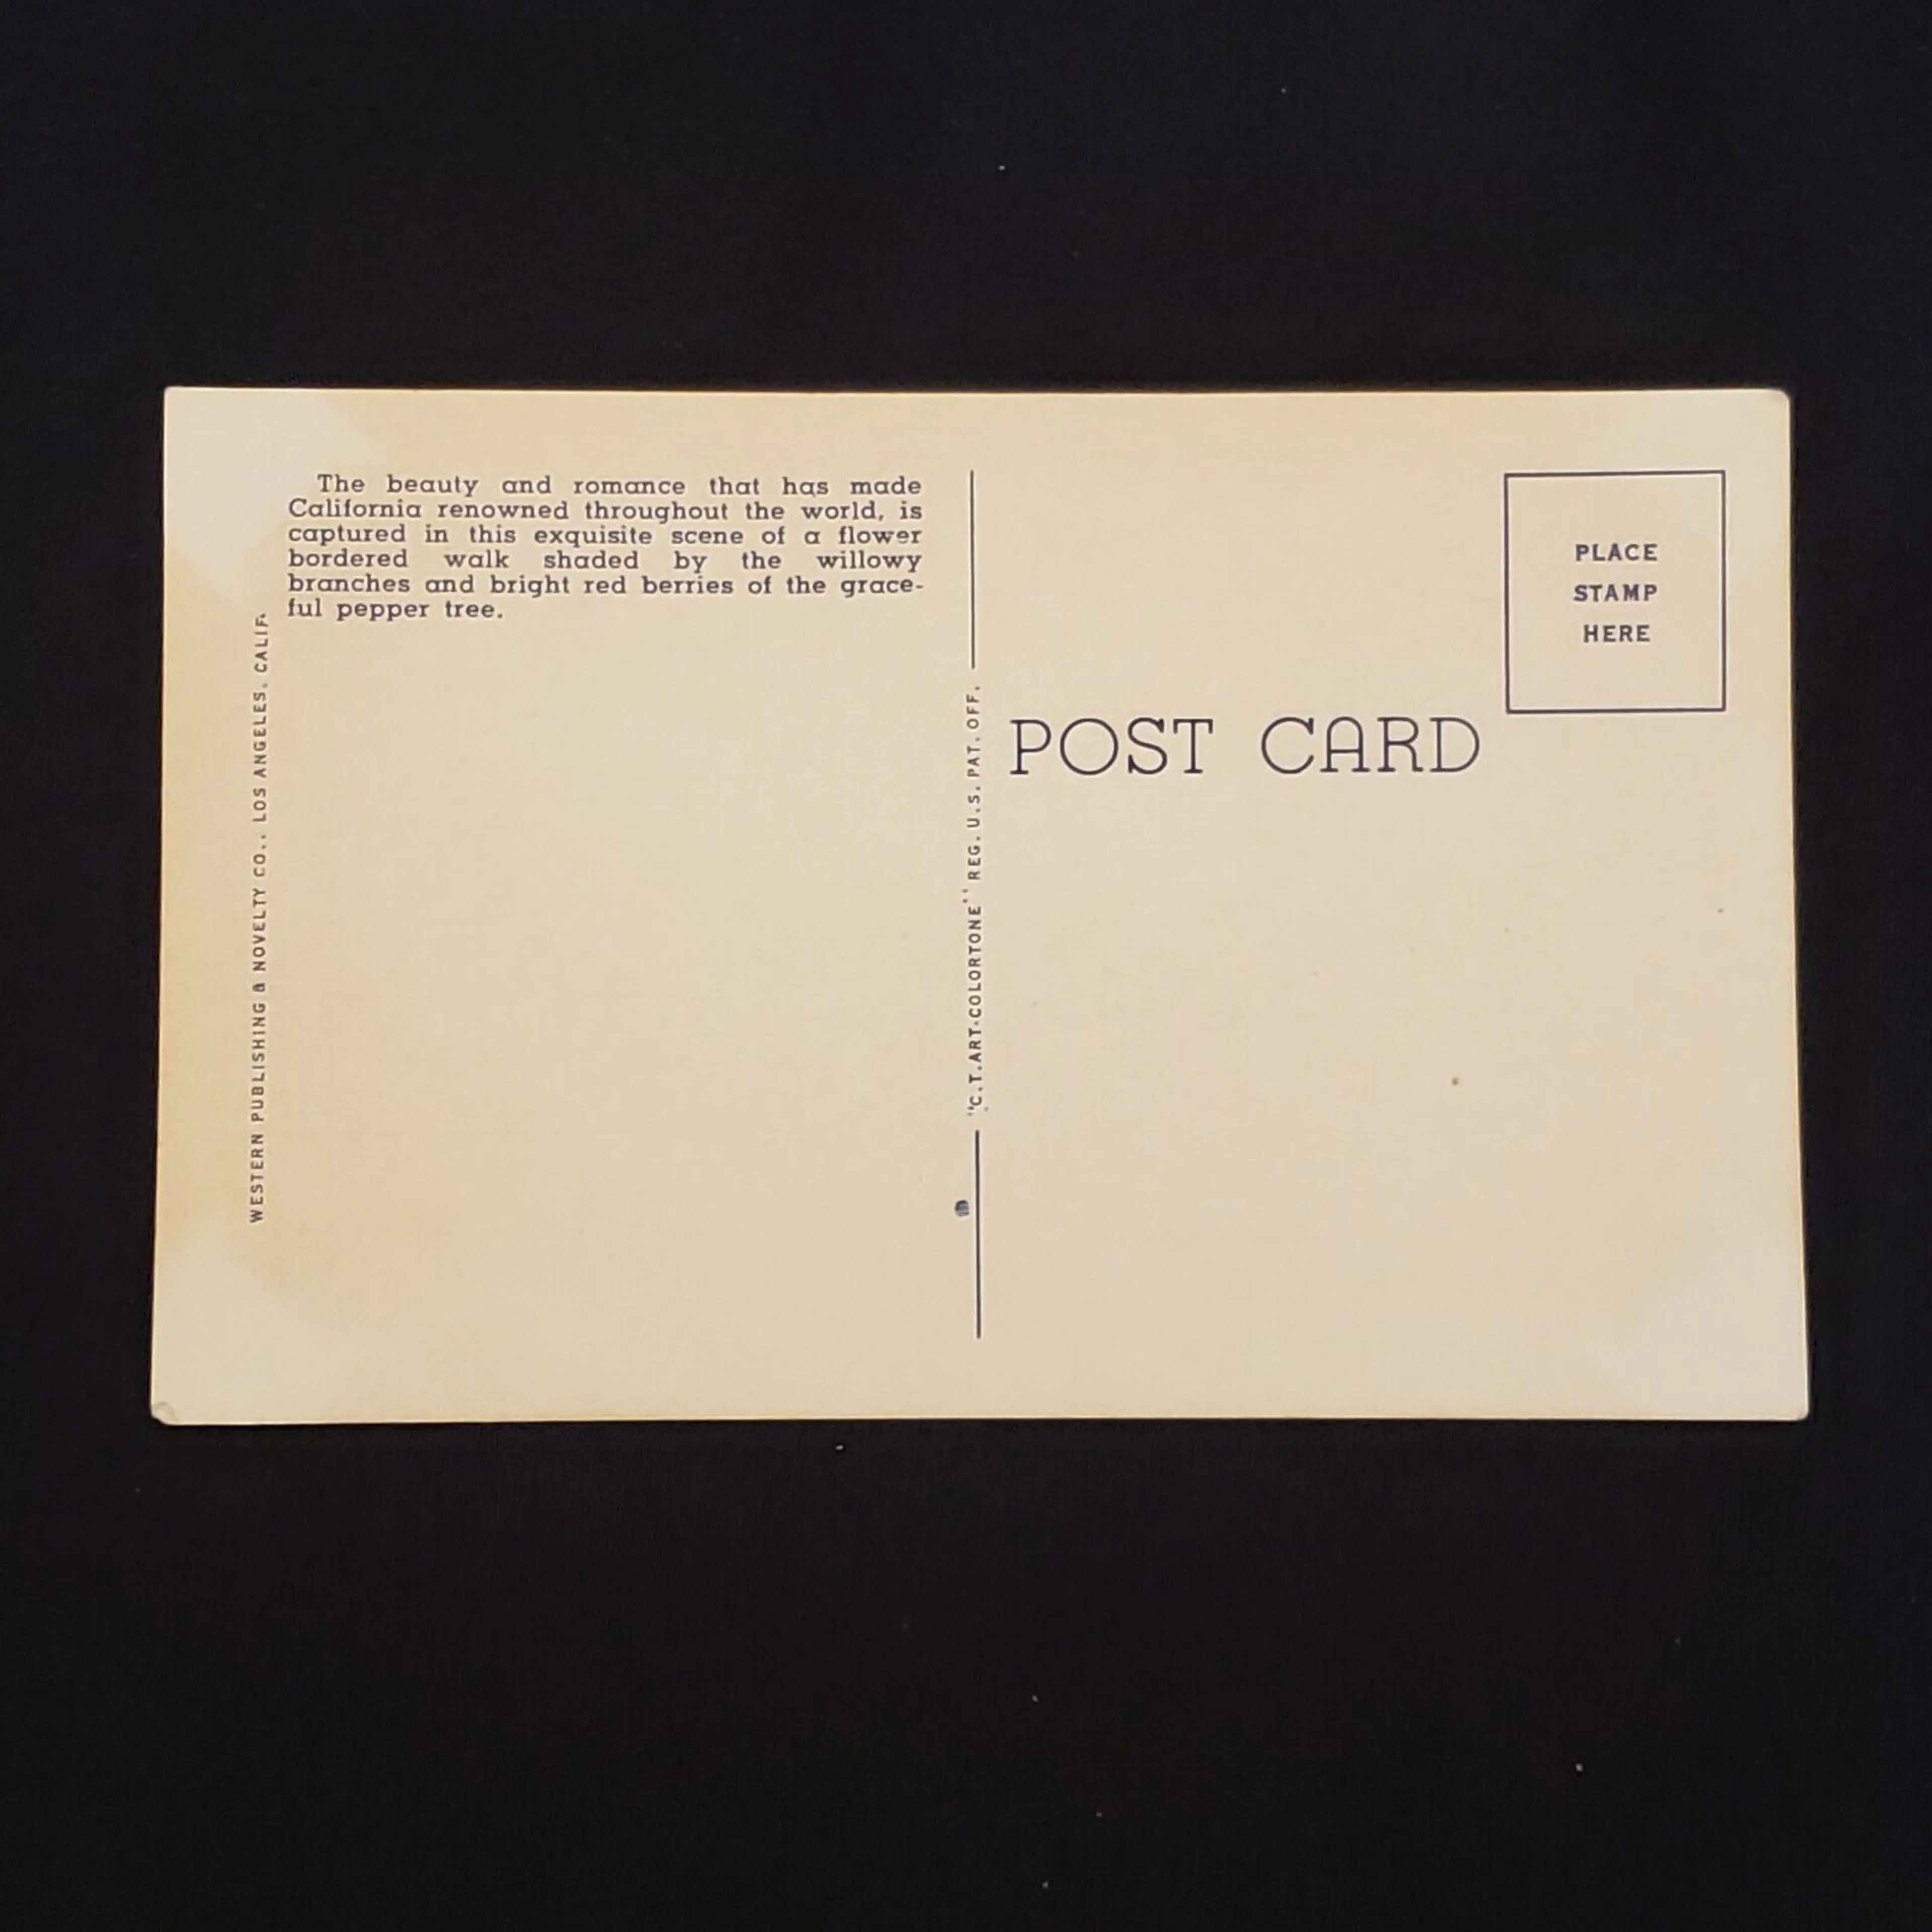 The beauty and romance that has made
California renowned throughout the world, is
captured in this exquisite scene of a flower
bordered walk shaded by the willowy
branches and bright red berries of the grace-
ful pepper tree.
WESTERN PUBLISHING & NOVELTY CO., LOS ANGELES, CALIF.
"C.T. ART-COLORTONE" REG. U.S. PAT. OFF.
POST CARD
PLACE
STAMP
HERE